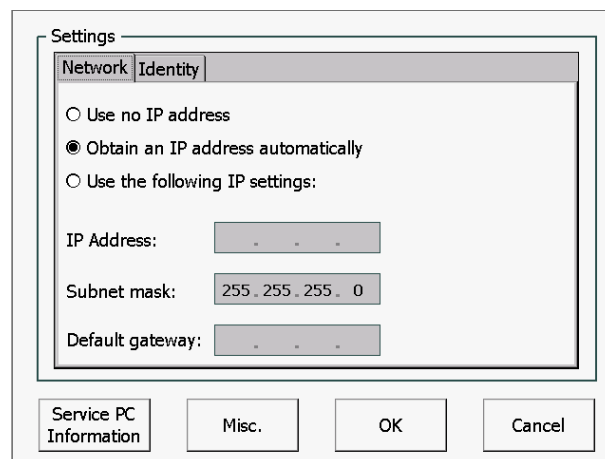 Settings
Network Identity
Use no IP address
Obtain an IP address automatically
Use the following IP settings:
IP Address: . . .
Subnet mask: 255.255.255. 0
Default gateway: . . .
Service PC
Information
Misc.
OK
Cancel